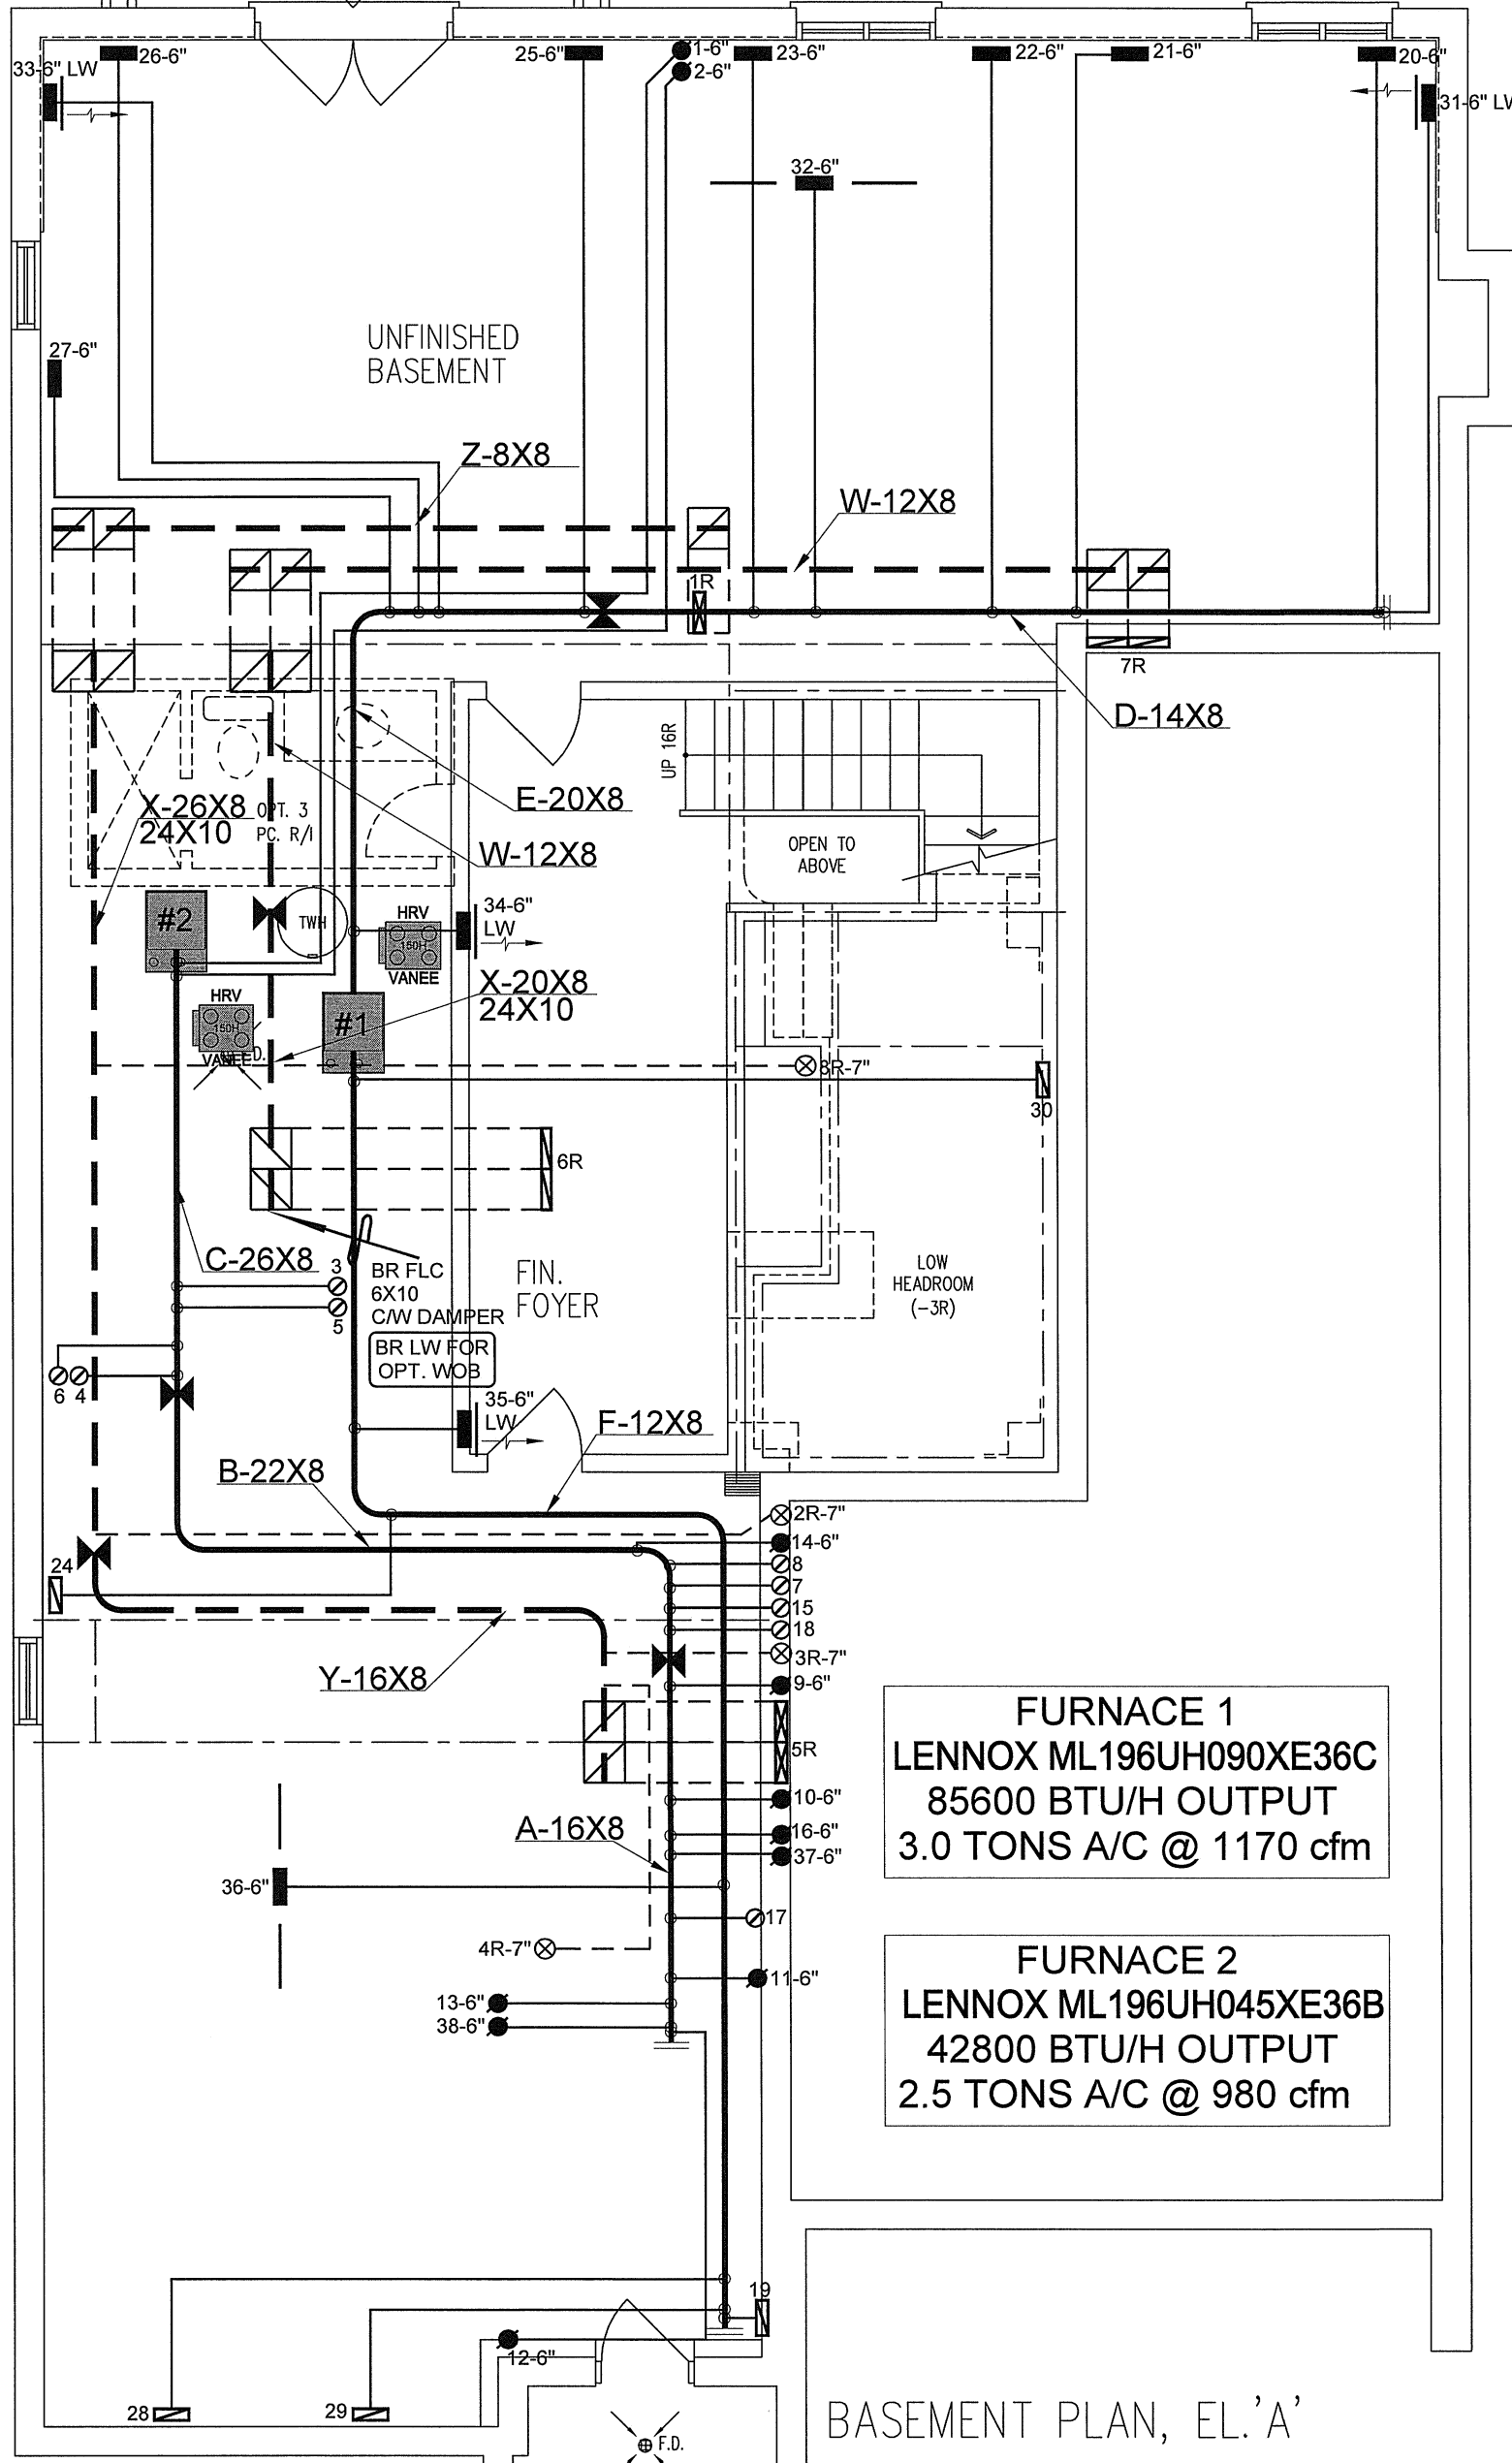 26-6"
25-6"
1-6"
2-6"
23-6"
22-6"
21-6"
20-6"
33-6" LW
31-6" LW
32-6"
UNFINISHED
BASEMENT
27-6"
Z-8X8
W-12X8
1R
7R
D-14X8
UP 16R
E-20X8
X-26X8
24X10
OPT. 3
PC. R/I
W-12X8
OPEN TO
ABOVE
#2
TWH
HRV
150H
VANEE
34-6"
LW
X-20X8
24X10
HRV
150H
VANEE
#1
8R-7"
30
6R
C-26X8
3
5
BR FLC
6X10
C/W DAMPER
BR LW FOR
OPT. WOB
FIN.
FOYER
LOW
HEADROOM
(-3R)
6
4
35-6"
LW
F-12X8
B-22X8
2R-7"
14-6"
8
7
15
18
3R-7"
9-6"
24
Y-16X8
5R
10-6"
16-6"
37-6"
A-16X8
36-6"
17
4R-7"
11-6"
13-6"
38-6"
FURNACE 1
LENNOX ML196UH090XE36C
85600 BTU/H OUTPUT
3.0 TONS A/C @ 1170 cfm
FURNACE 2
LENNOX ML196UH045XE36B
42800 BTU/H OUTPUT
2.5 TONS A/C @ 980 cfm
19
12-6"
28
29
F.D.
BASEMENT PLAN, EL.'A'